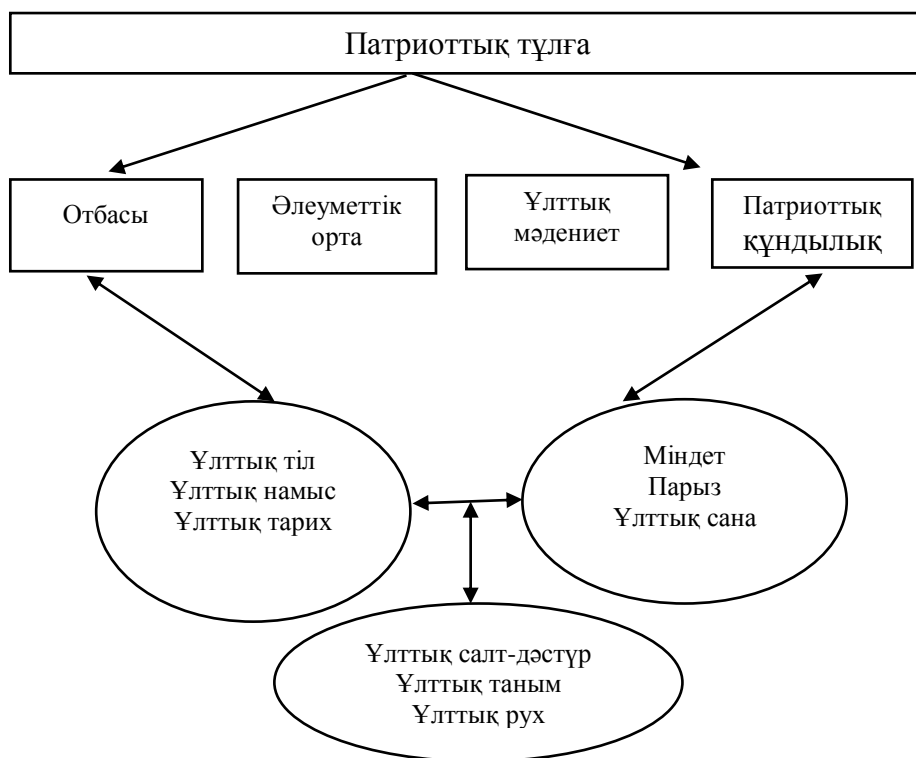 Патриоттық тұлға
Отбасы
Әлеуметтік
орта
Ұлттық
мәдениет
Патриоттық
құндылық
Ұлттық тіл
Ұлттық намыс
Ұлттық тарих
Міндет
Парыз
Ұлттық сана
Ұлттық салт-дәстүр
Ұлттық таным
Ұлттық рух